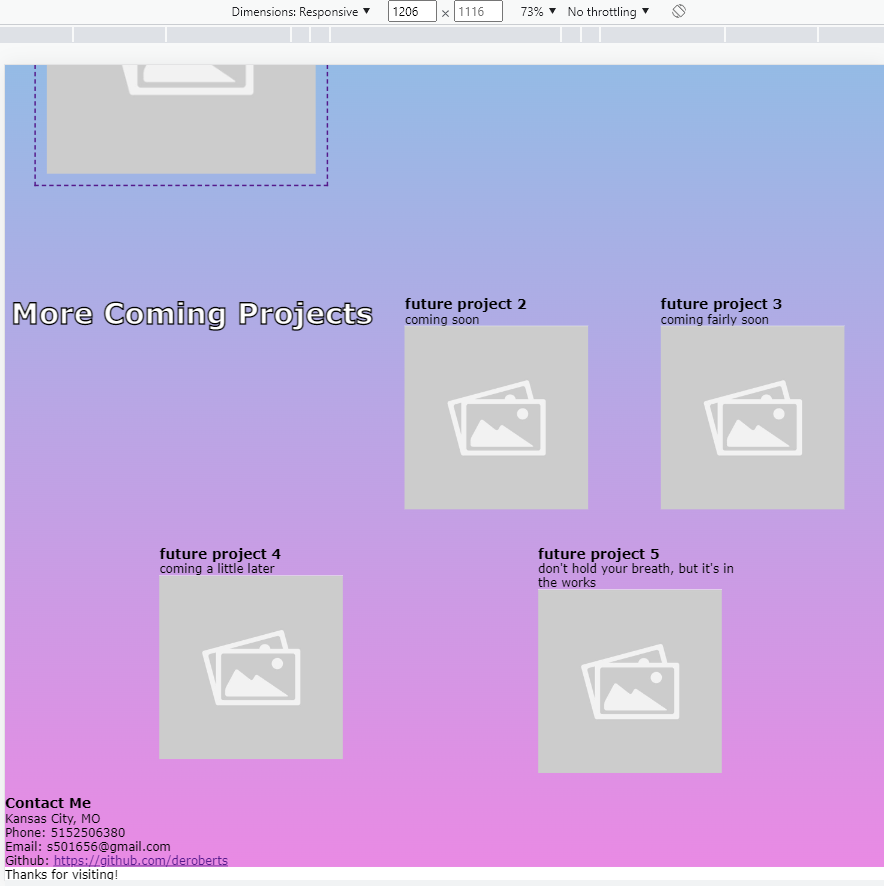 Dimensions: Responsive ▼ 1206 × 1116 73% ▼ No throttling ▼
More Coming Projects
future project 2
coming soon
future project 3
coming fairly soon
future project 4
coming a little later
future project 5
don't hold your breath, but it's in
the works
Contact Me
Kansas City, MO
Phone: 5152506380
Email: s501656@gmail.com
Github: https://github.com/deroberts
Thanks for visiting!